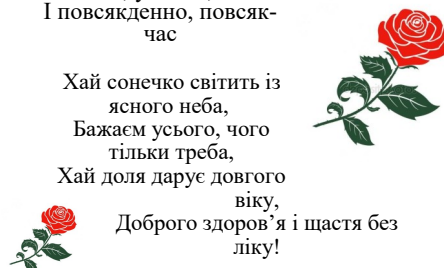 І повсякденно, повсяк-
час
Хай сонечко світить із
ясного неба,
Бажаєм усього, чого
тільки треба,
Хай доля дарує довгого
віку,
Доброго здоров’я і щастя без
ліку!